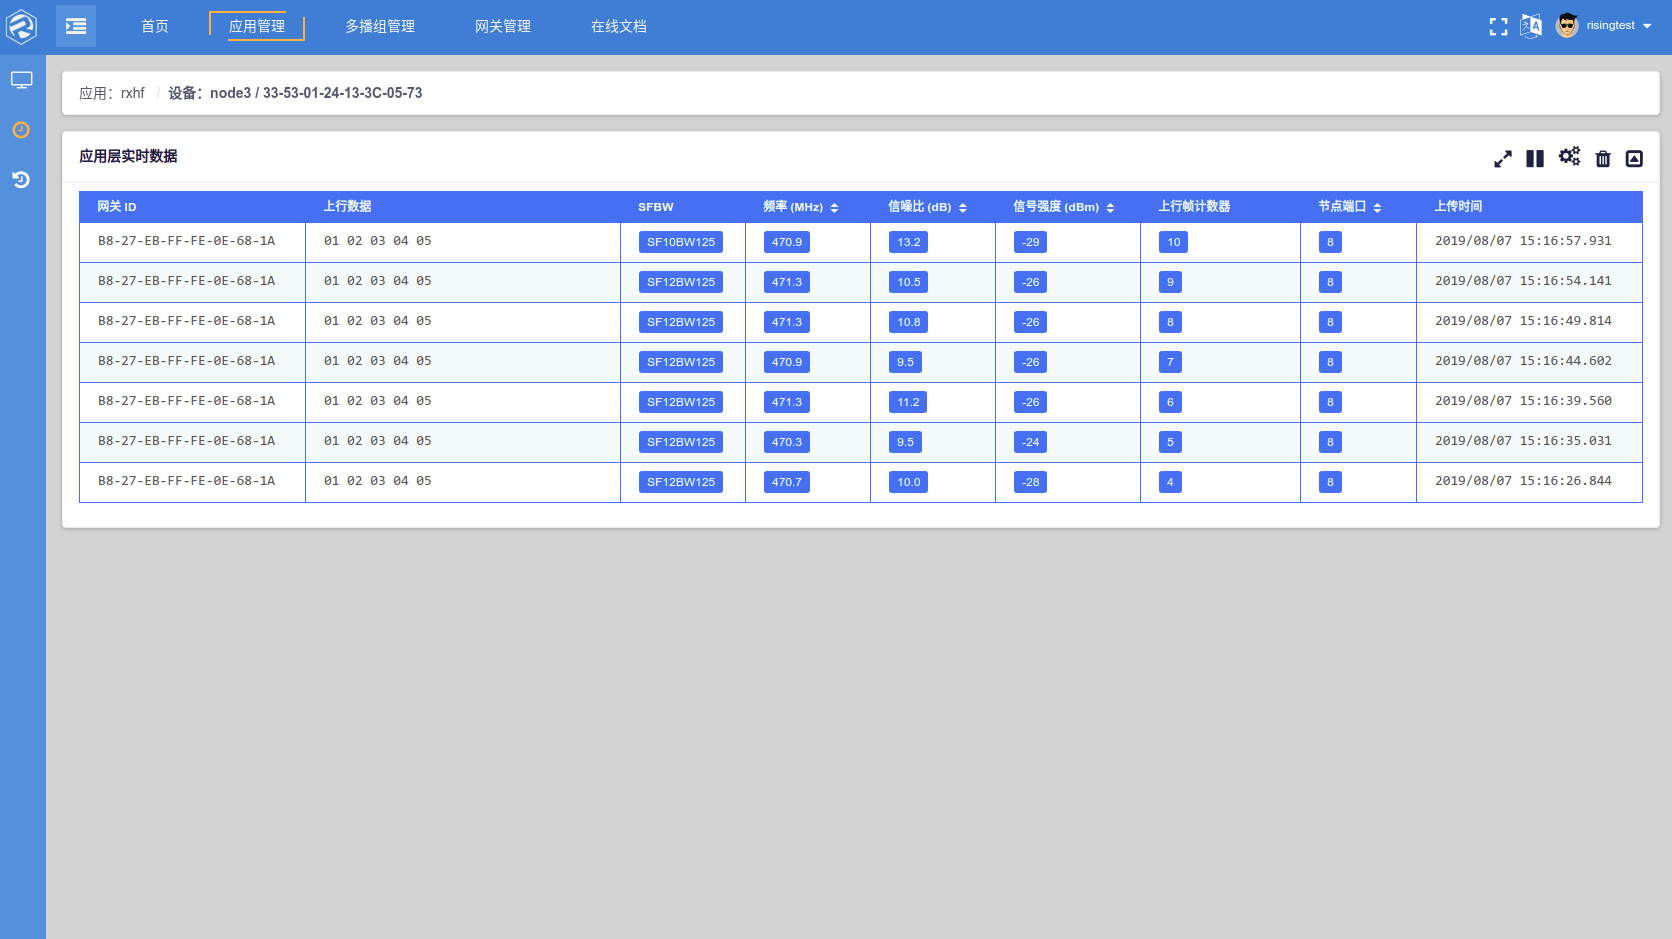 首页 应用管理 多播组管理 网关管理 在线文档 risingtest
应用：rxhf / 设备：node3 / 33-53-01-24-13-3C-05-73
应用层实时数据
网关 ID 上行数据 SFBW 频率 (MHz) 信噪比 (dB) 信号强度 (dBm) 上行帧计数器 节点端口 上传时间
B8-27-EB-FF-FE-0E-68-1A 01 02 03 04 05 SF10BW125 470.9 13.2 -29 10 8 2019/08/07 15:16:57.931
B8-27-EB-FF-FE-0E-68-1A 01 02 03 04 05 SF12BW125 471.3 10.5 -26 9 8 2019/08/07 15:16:54.141
B8-27-EB-FF-FE-0E-68-1A 01 02 03 04 05 SF12BW125 471.3 10.8 -26 8 8 2019/08/07 15:16:49.814
B8-27-EB-FF-FE-0E-68-1A 01 02 03 04 05 SF12BW125 470.9 9.5 -26 7 8 2019/08/07 15:16:44.602
B8-27-EB-FF-FE-0E-68-1A 01 02 03 04 05 SF12BW125 471.3 11.2 -26 6 8 2019/08/07 15:16:39.560
B8-27-EB-FF-FE-0E-68-1A 01 02 03 04 05 SF12BW125 470.3 9.5 -24 5 8 2019/08/07 15:16:35.031
B8-27-EB-FF-FE-0E-68-1A 01 02 03 04 05 SF12BW125 470.7 10.0 -28 4 8 2019/08/07 15:16:26.844